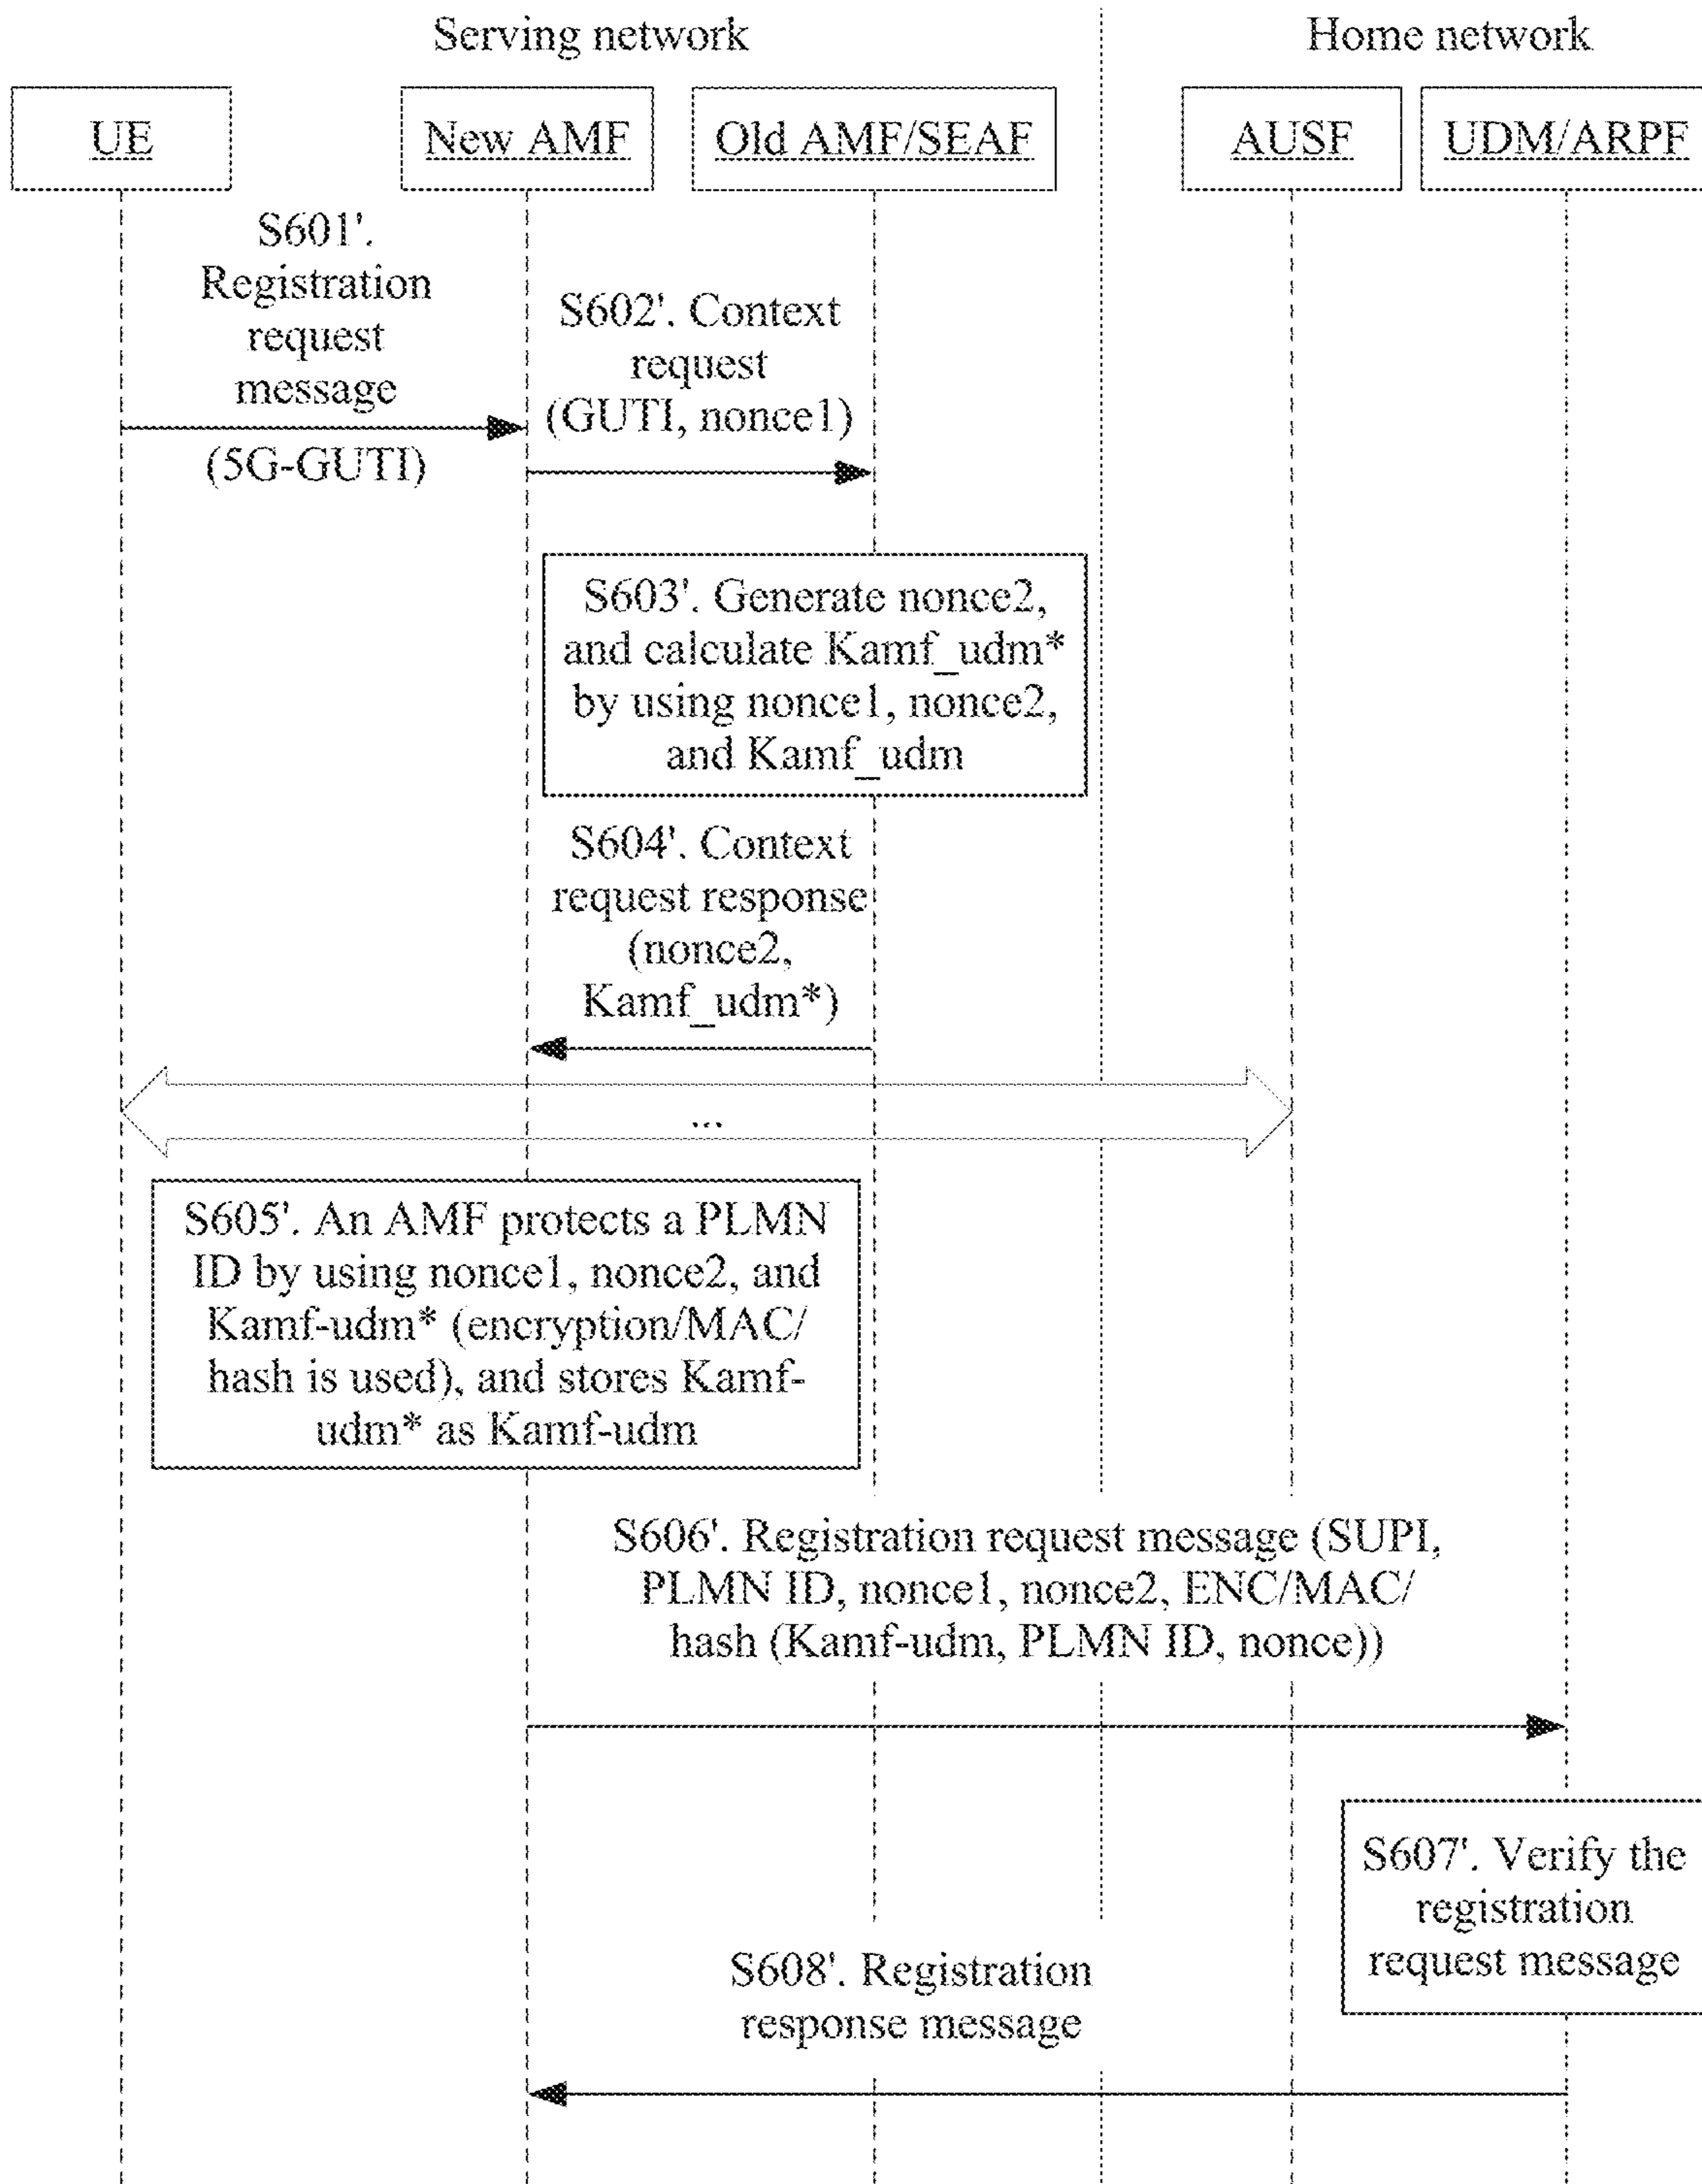 Serving network
Home network
UE
New AMF
Old AMF/SEAF
AUSF
UDM/ARPF
S601'.
Registration
request
message
(5G-GUTI)
S602'. Context
request
(GUTI, nonce1)
S603'. Generate nonce2,
and calculate Kamf_udm*
by using nonce1, nonce2,
and Kamf_udm
S604'. Context
request response
(nonce2,
Kamf_udm*)
...
S605'. An AMF protects a PLMN
ID by using nonce1, nonce2, and
Kamf-udm* (encryption/MAC/
hash is used), and stores Kamf-
udm* as Kamf-udm
S606'. Registration request message (SUPI,
PLMN ID, nonce1, nonce2, ENC/MAC/
hash (Kamf-udm, PLMN ID, nonce))
S607'. Verify the
registration
request message
S608'. Registration
response message